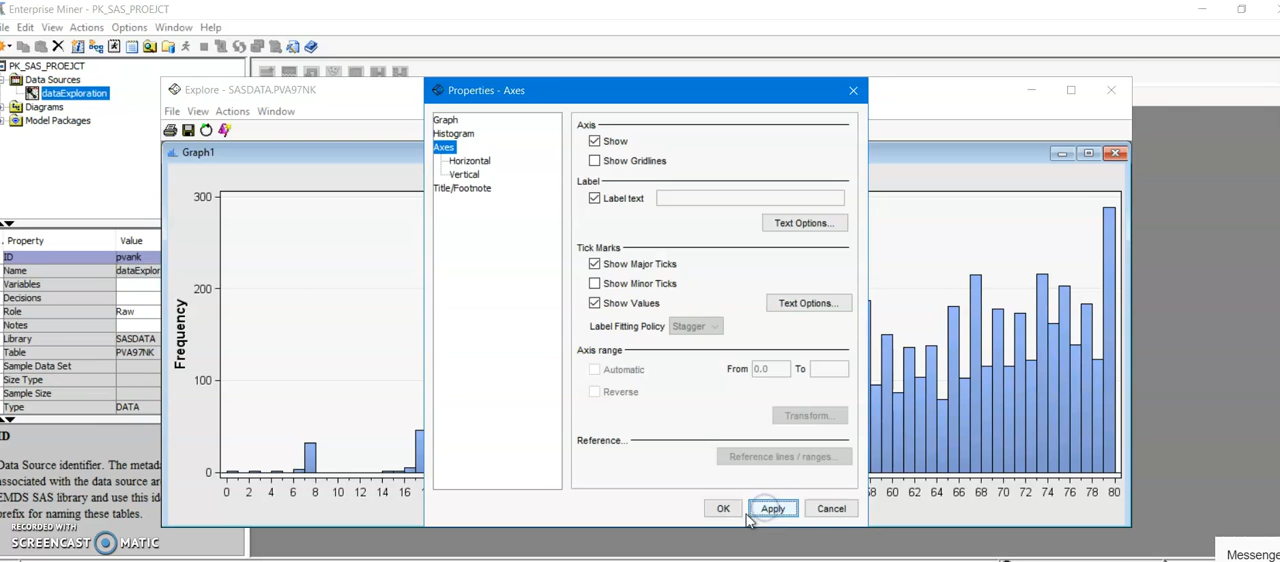 Enterprise Miner - PK_SAS_PROEJCT
File Edit View Actions Options Window Help
PK_SAS_PROEJCT
Data Sources
dataExploration
Diagrams
Model Packages
. Property Value
ID pvank
Name dataExplor
Variables
Decisions
Role Raw
Notes
Library SASDATA
Table PVA97NK
Sample Data Set
Size Type
Sample Size
Type DATA
ID
Data Source identifier. The metada
associated with the data source ar
EMDS SAS library and use this id
prefix for naming these tables.
RECORDED WITH
SCREENCAST MATIC
Explore - SASDATA.PVA97NK
File View Actions Window
Graph1
Frequency
300
200
100
0
0 2 4 6 8 10 12 14 16
58 60 62 64 66 68 70 72 74 76 78 80
Properties - Axes
Graph
Histogram
Axes
Horizontal
Vertical
Title/Footnote
Axis
Show
Show Gridlines
Label
Label text
Text Options...
Tick Marks
Show Major Ticks
Show Minor Ticks
Show Values Text Options...
Label Fitting Policy Stagger
Axis range
Automatic From 0.0 To
Reverse
Transform...
Reference...
Reference lines / ranges...
OK Apply Cancel
Messenge